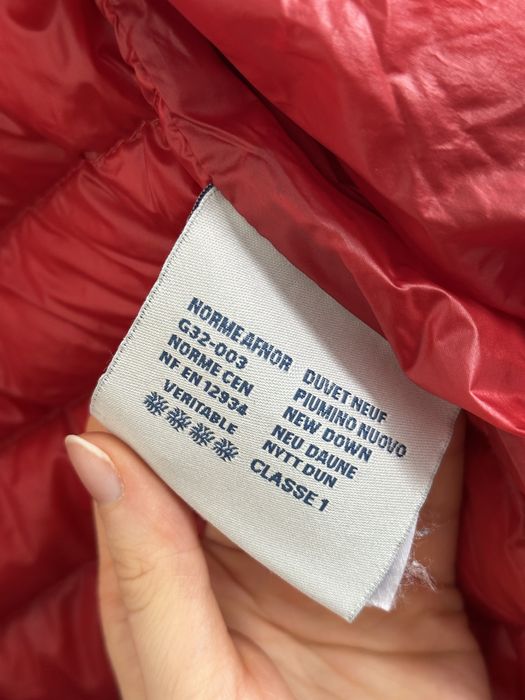 NORME AFNOR
G32-003
NORME CEN
NF EN 12934
VERITABLE
DUVET NEUF
PIUMINO NUOVO
NEW DOWN
NEU DAUNE
NYTT DUN
CLASSE 1